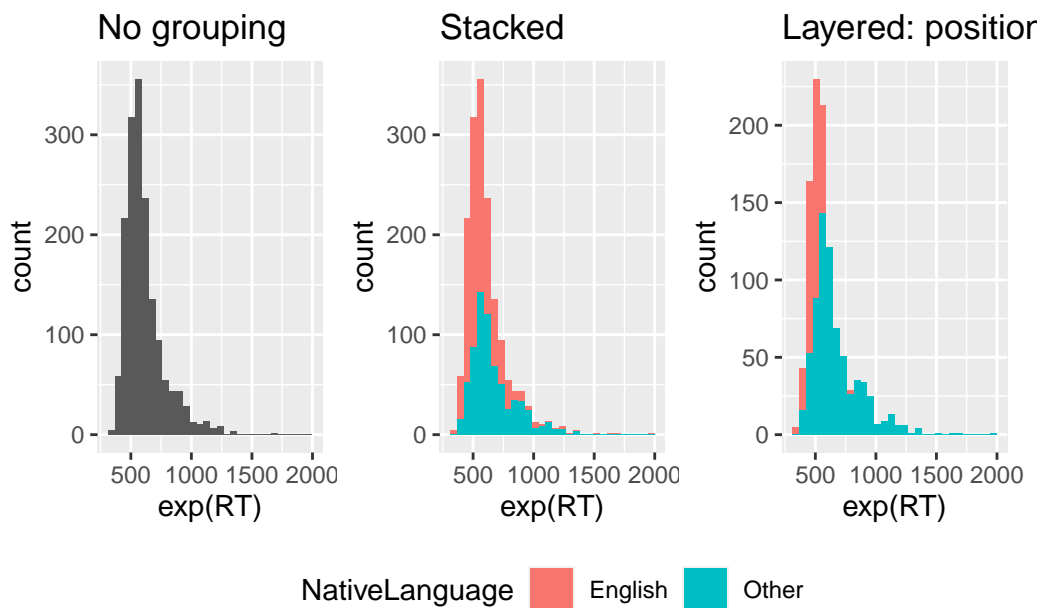 No grouping
Stacked
Layered: position
count
300
200
100
0
500 1000 1500 2000
exp(RT)
count
300
200
100
0
500 1000 1500 2000
exp(RT)
count
200
150
100
50
0
500 1000 1500 2000
exp(RT)
NativeLanguage English Other